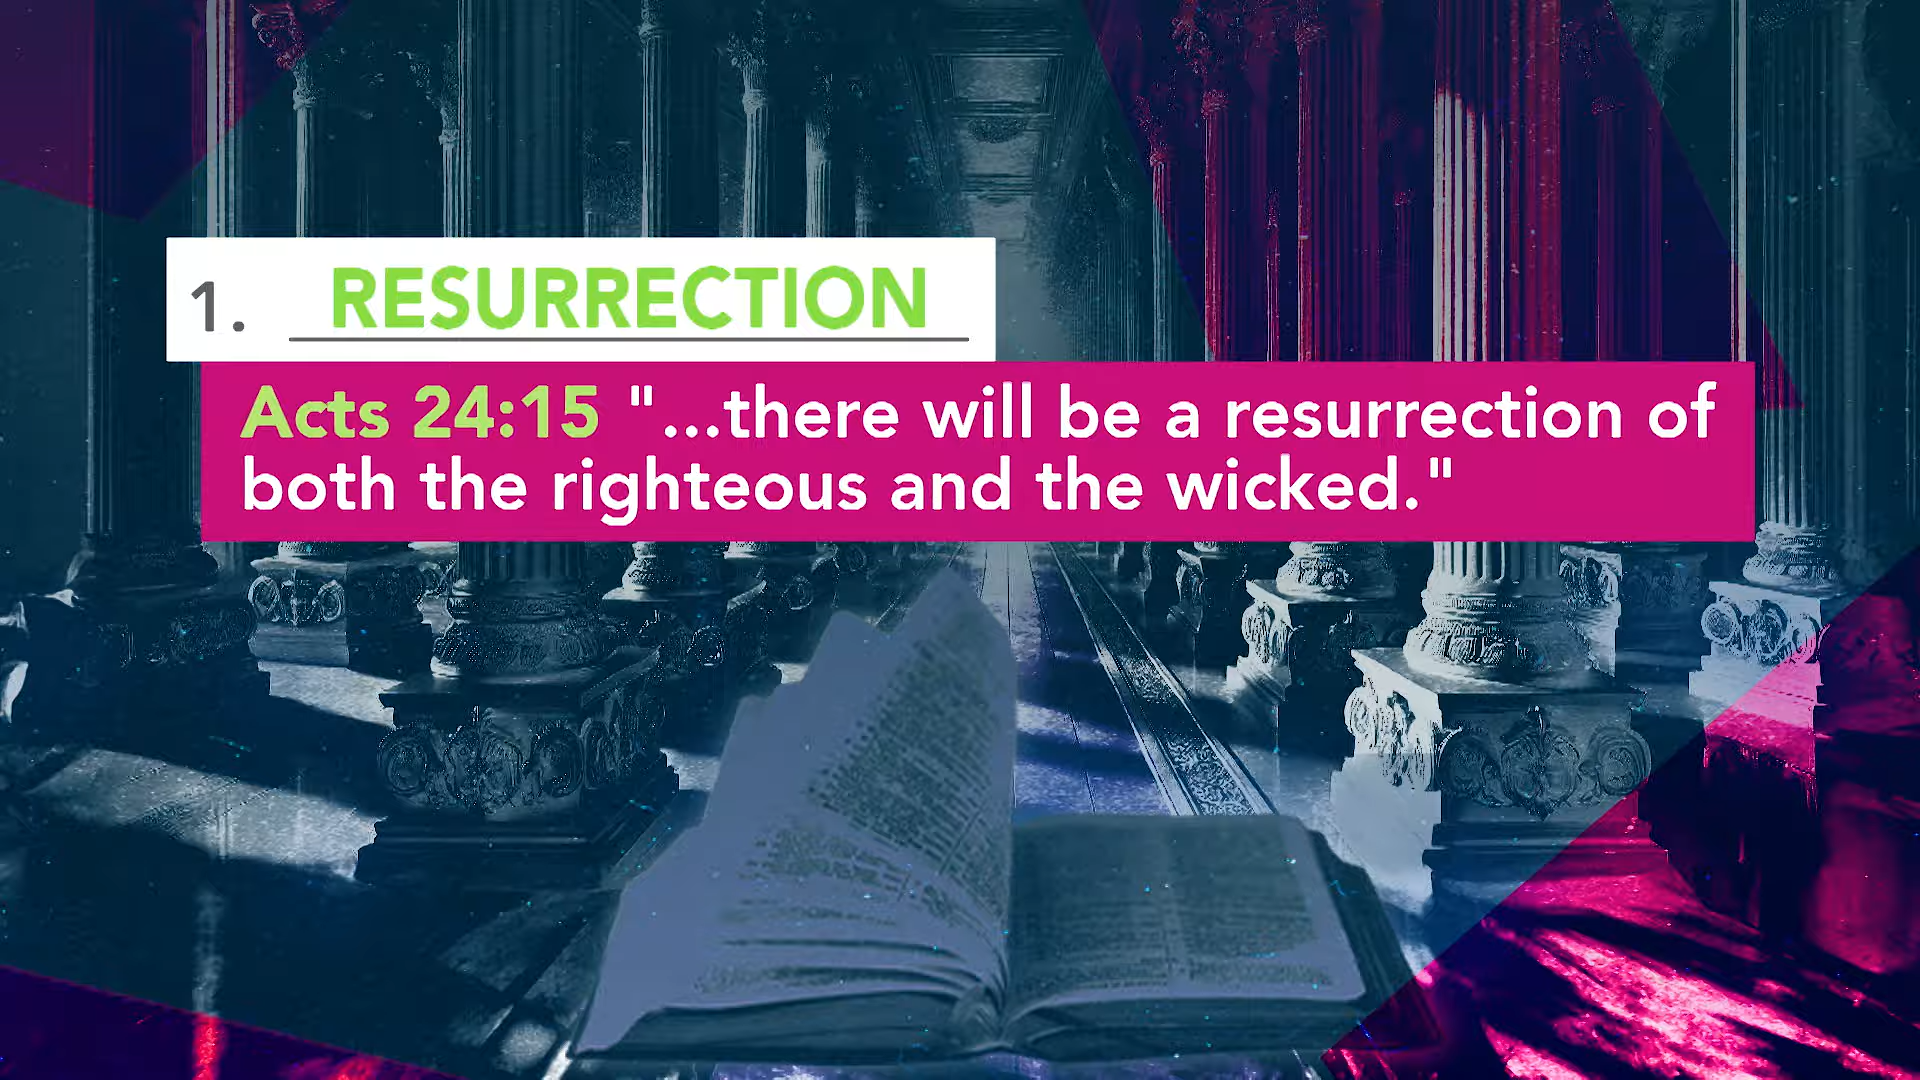 1. RESURRECTION
Acts 24:15 "...there will be a resurrection of
both the righteous and the wicked."